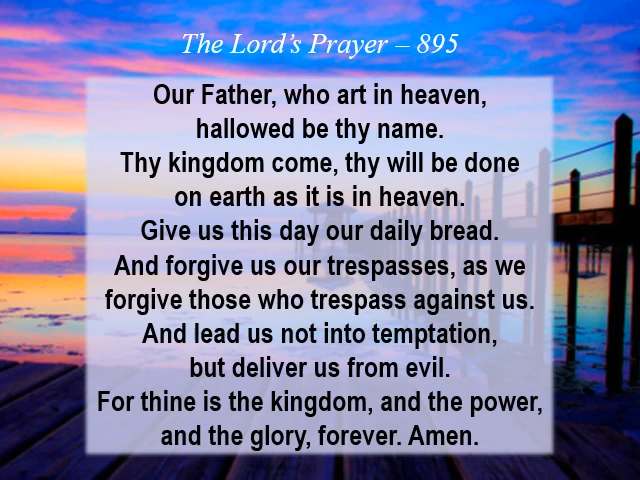 The Lord’s Prayer – 895
Our Father, who art in heaven,
hallowed be thy name.
Thy kingdom come, thy will be done
on earth as it is in heaven.
Give us this day our daily bread.
And forgive us our trespasses, as we
forgive those who trespass against us.
And lead us not into temptation,
but deliver us from evil.
For thine is the kingdom, and the power,
and the glory, forever. Amen.